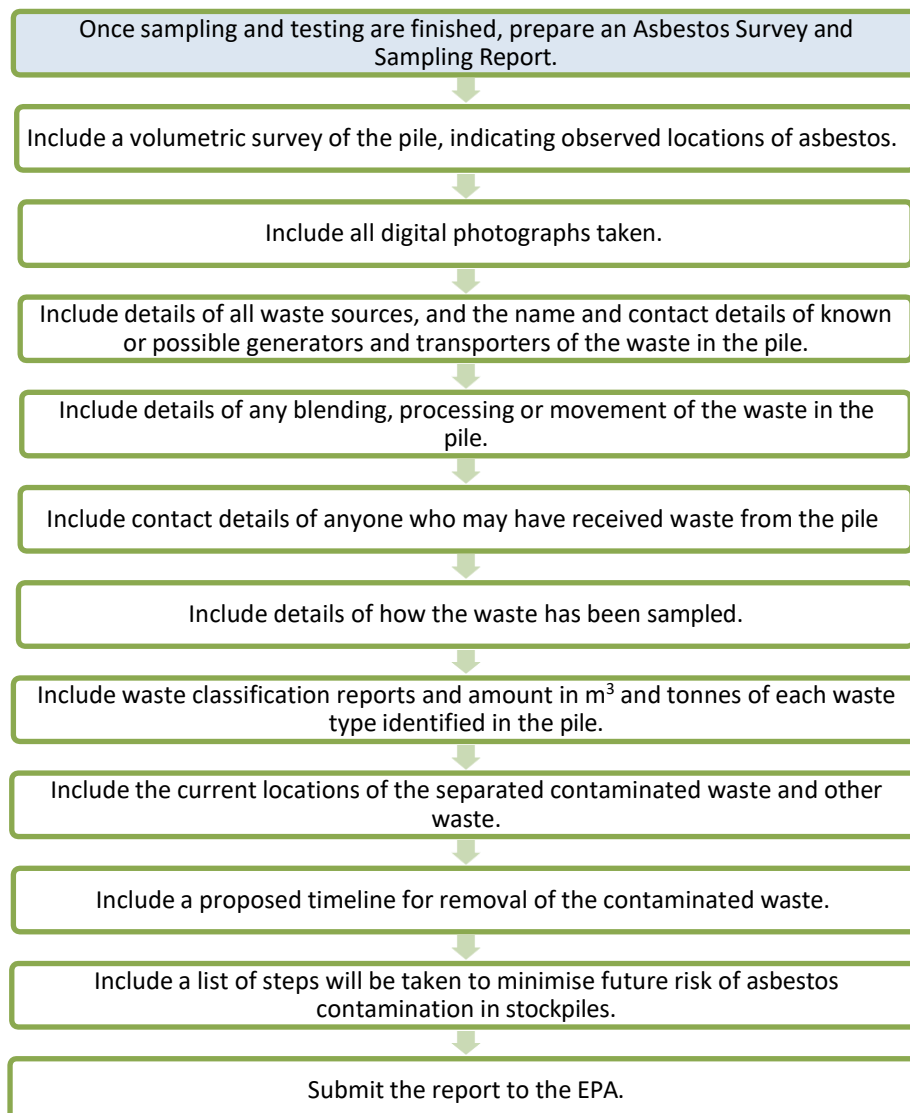 Once sampling and testing are finished, prepare an Asbestos Survey and
Sampling Report.
Include a volumetric survey of the pile, indicating observed locations of asbestos.
Include all digital photographs taken.
Include details of all waste sources, and the name and contact details of known
or possible generators and transporters of the waste in the pile.
Include details of any blending, processing or movement of the waste in the
pile.
Include contact details of anyone who may have received waste from the pile
Include details of how the waste has been sampled.
Include waste classification reports and amount in m³ and tonnes of each waste
type identified in the pile.
Include the current locations of the separated contaminated waste and other
waste.
Include a proposed timeline for removal of the contaminated waste.
Include a list of steps will be taken to minimise future risk of asbestos
contamination in stockpiles.
Submit the report to the EPA.